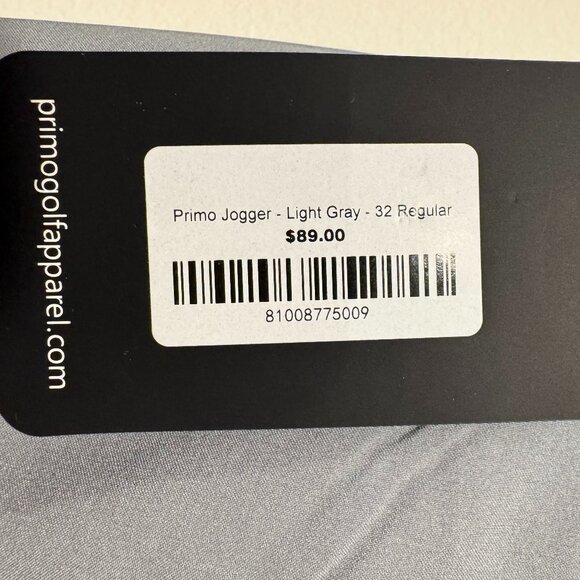 primogolfapparel.com
Primo Jogger - Light Gray - 32 Regular
$89.00
81008775009